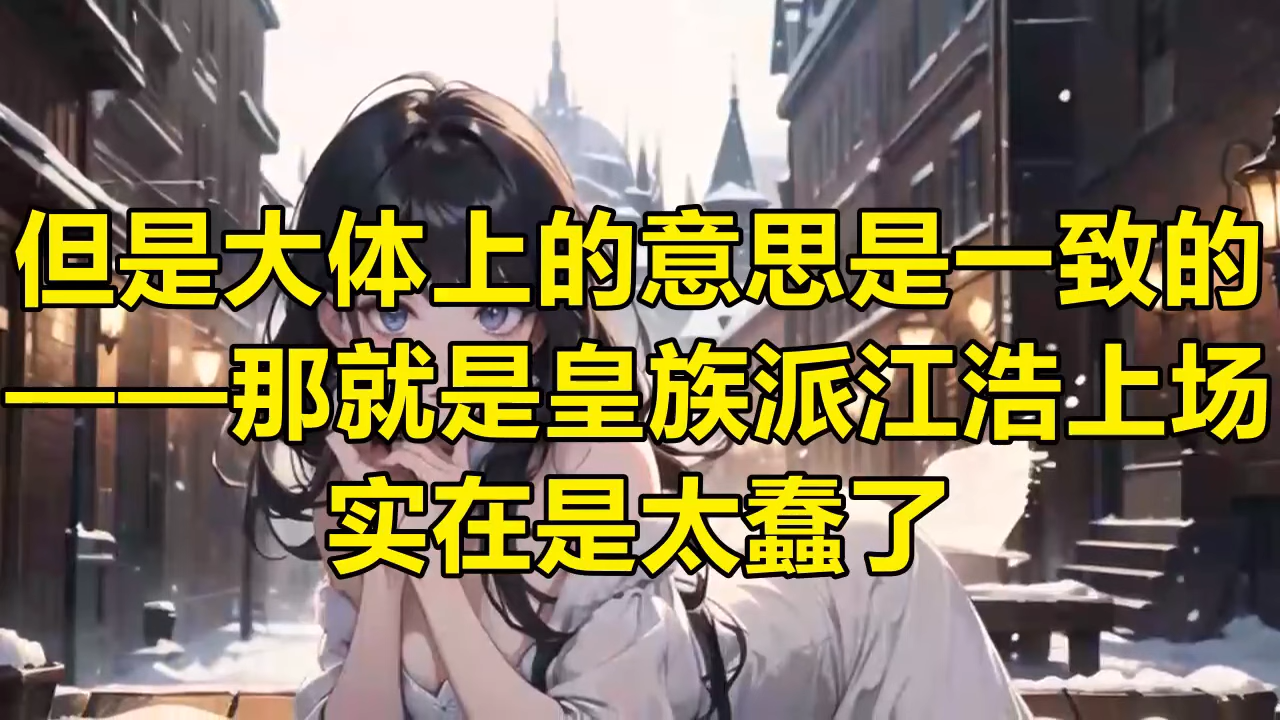 但是大体上的意思是一致的
——那就是皇族派江浩上场
实在是太蠢了